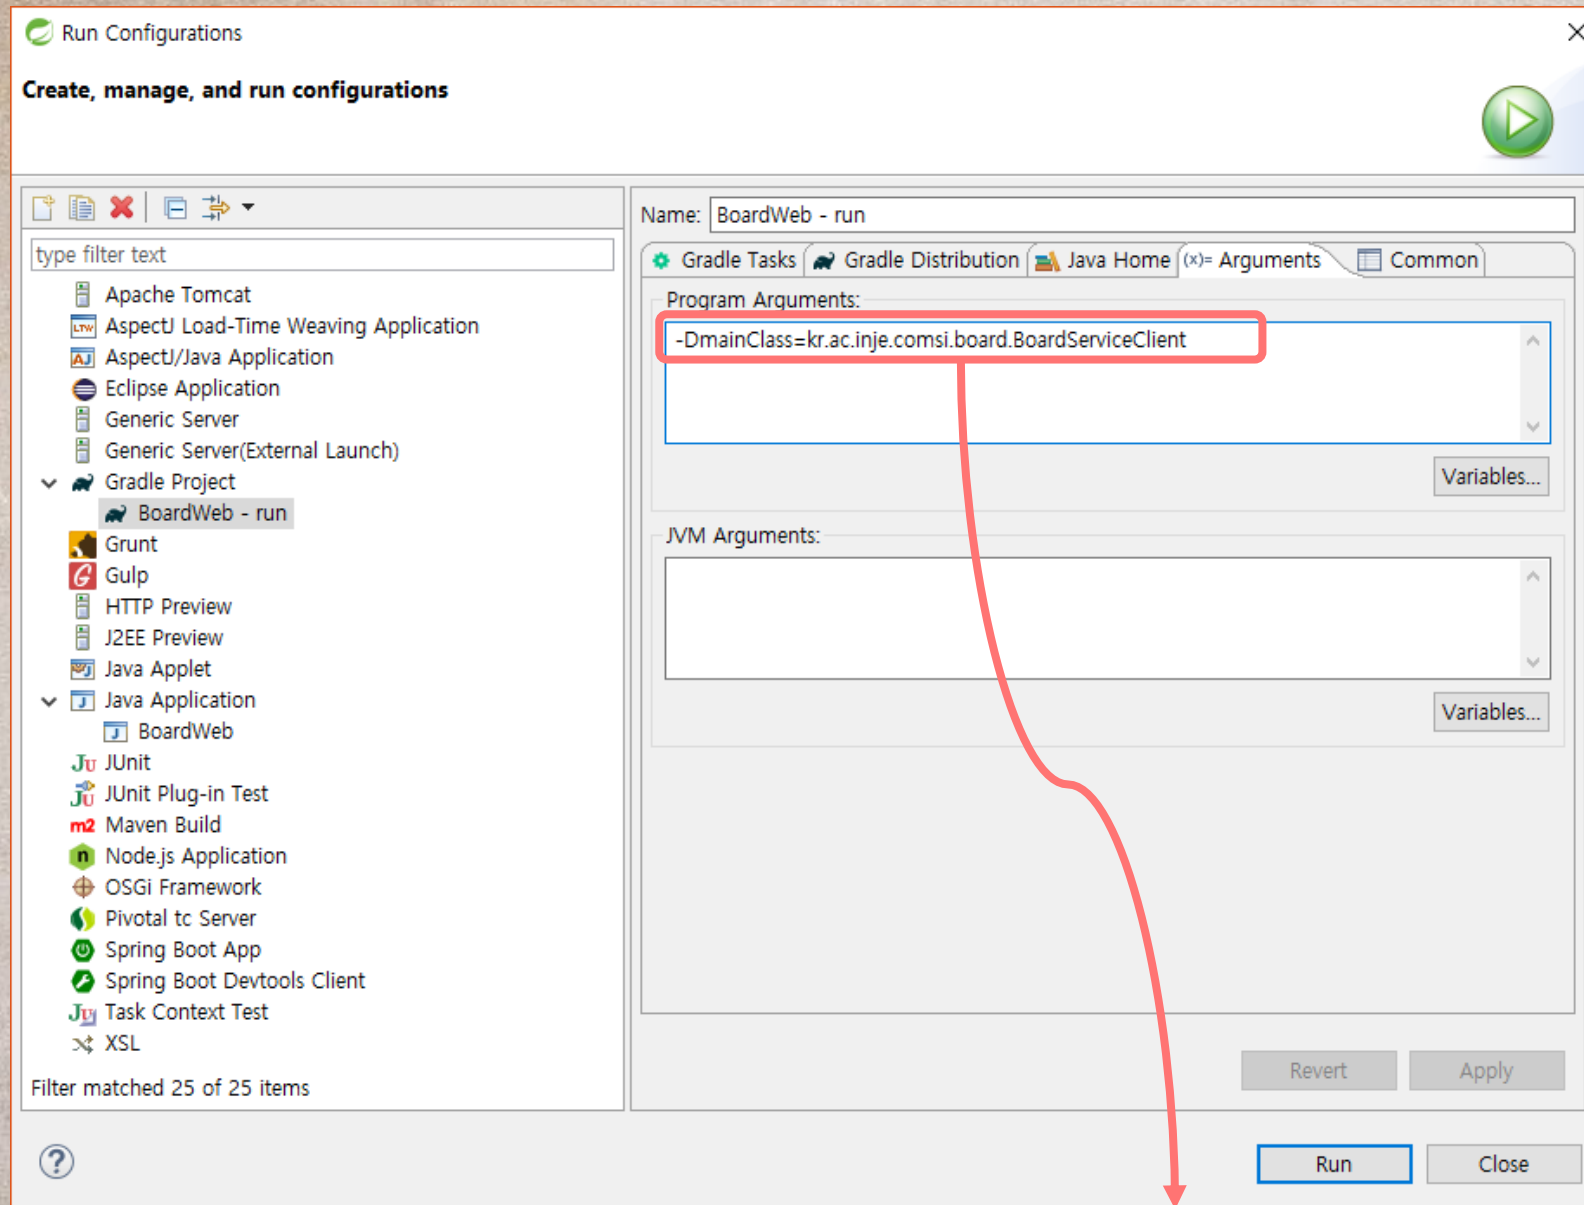 Run Configurations
Create, manage, and run configurations
type filter text
Apache Tomcat
LTW AspectJ Load-Time Weaving Application
AJ AspectJ/Java Application
Eclipse Application
Generic Server
Generic Server(External Launch)
Gradle Project
BoardWeb - run
Grunt
Gulp
HTTP Preview
J2EE Preview
Java Applet
Java Application
BoardWeb
JUnit
JUnit Plug-in Test
m2 Maven Build
Node.js Application
OSGi Framework
Pivotal tc Server
Spring Boot App
Spring Boot Devtools Client
Task Context Test
XSL
Filter matched 25 of 25 items
Name: BoardWeb - run
Gradle Tasks Gradle Distribution Java Home (x)= Arguments Common
Program Arguments:
-DmainClass=kr.ac.inje.comsi.board.BoardServiceClient
Variables...
JVM Arguments:
Variables...
Revert Apply
Run Close